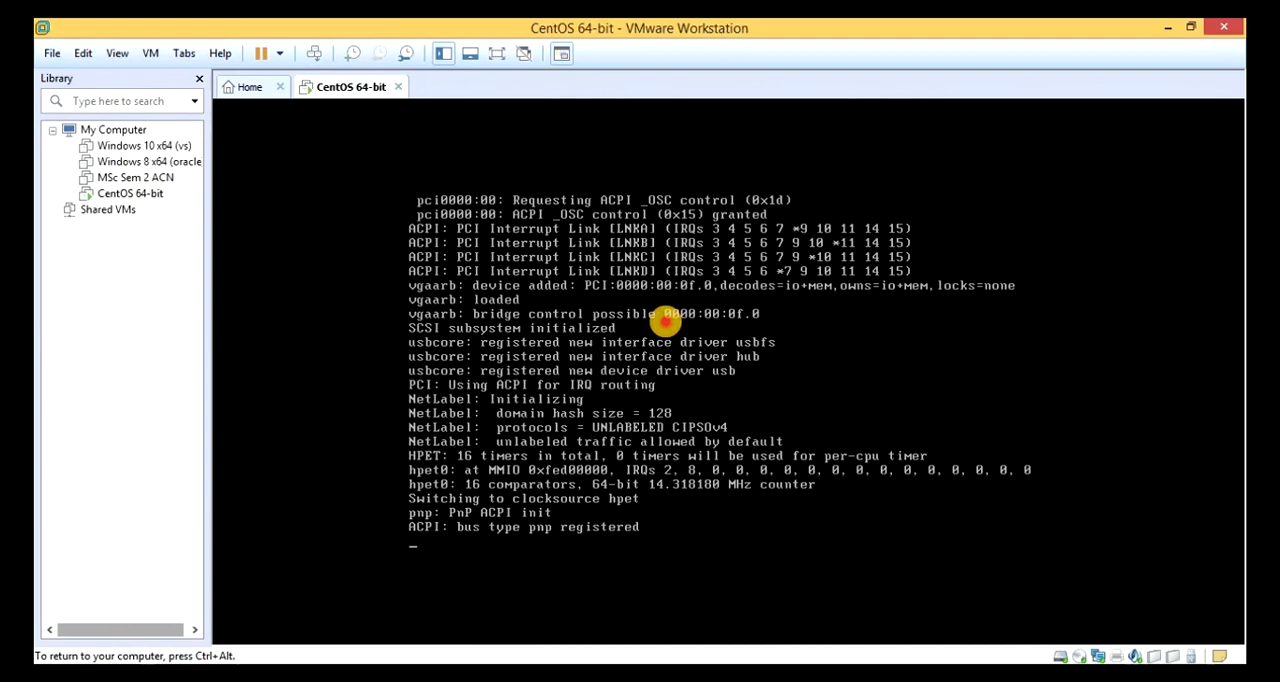 CentOS 64-bit - VMware Workstation
File Edit View VM Tabs Help
Library
Home
CentOS 64-bit
Type here to search
My Computer
Windows 10 x64 (vs)
Windows 8 x64 (oracle
MSc Sem 2 ACN
CentOS 64-bit
Shared VMs
pci0000:00: Requesting ACPI _OSC control (0x1d)
pci0000:00: ACPI _OSC control (0x15) granted
ACPI: PCI Interrupt Link [LNKA] (IRQs 3 4 5 6 7 *9 10 11 14 15)
ACPI: PCI Interrupt Link [LNKB] (IRQs 3 4 5 6 7 9 10 *11 14 15)
ACPI: PCI Interrupt Link [LNKC] (IRQs 3 4 5 6 7 9 *10 11 14 15)
ACPI: PCI Interrupt Link [LNKD] (IRQs 3 4 5 6 *7 9 10 11 14 15)
vgaarb: device added: PCI:0000:00:0f.0,decodes=io+mem,owns=io+mem,locks=none
vgaarb: loaded
vgaarb: bridge control possible 0000:00:0f.0
SCSI subsystem initialized
usbcore: registered new interface driver usbfs
usbcore: registered new interface driver hub
usbcore: registered new device driver usb
PCI: Using ACPI for IRQ routing
NetLabel: Initializing
NetLabel:  domain hash size = 128
NetLabel:  protocols = UNLABELED CIPSOv4
NetLabel:  unlabeled traffic allowed by default
HPET: 16 timers in total, 0 timers will be used for per-cpu timer
hpet0: at MMIO 0xfed00000, IRQs 2, 8, 0, 0, 0, 0, 0, 0, 0, 0, 0, 0, 0, 0, 0, 0
hpet0: 16 comparators, 64-bit 14.318180 MHz counter
Switching to clocksource hpet
pnp: PnP ACPI init
ACPI: bus type pnp registered
_
To return to your computer, press Ctrl+Alt.